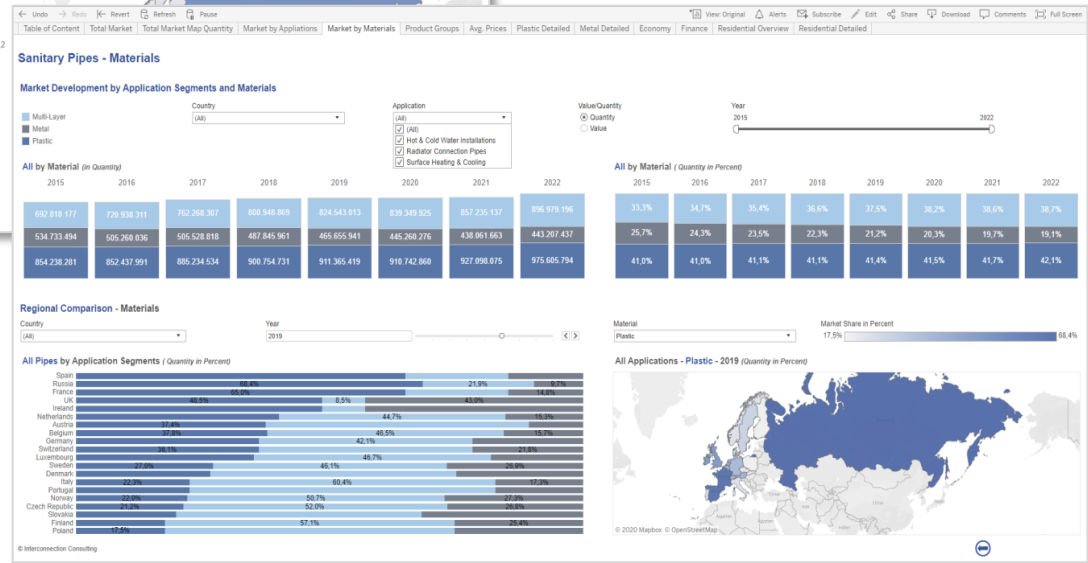 Undo Redo Revert Refresh Pause View: Original Alerts Subscribe Edit Share Download Comments Full Screen
Table of Content Total Market Total Market Map Quantity Market by Appliations Market by Materials Product Groups Avg. Prices Plastic Detailed Metal Detailed Economy Finance Residential Overview Residential Detailed
Sanitary Pipes - Materials
Market Development by Application Segments and Materials
Country Application Value/Quantity Year
Multi-Layer (All) (All) Quantity 2015 2022
Metal (All) Value
Plastic Hot & Cold Water Installations
Radiator Connection Pipes
Surface Heating & Cooling
All by Material (in Quantity) All by Material ( Quantity in Percent)
2015 2016 2017 2018 2019 2020 2021 2022 2015 2016 2017 2018 2019 2020 2021 2022
692.818.177 720.938.311 762.268.307 800.948.869 824.543.013 839.349.925 857.235.137 896.979.196 33,3% 34,7% 35,4% 36,6% 37,5% 38,2% 38,6% 38,7%
534.733.494 505.260.036 505.528.818 487.845.961 465.655.941 445.260.276 438.061.663 443.207.437 25,7% 24,3% 23,5% 22,3% 21,2% 20,3% 19,7% 19,1%
854.238.281 852.437.991 885.234.534 900.754.731 911.365.419 910.742.860 927.098.075 975.605.794 41,0% 41,0% 41,1% 41,1% 41,4% 41,5% 41,7% 42,1%
Regional Comparison - Materials
Country Year Material Market Share in Percent
(All) 2019 Plastic 17,5% 68,4%
All Pipes by Application Segments ( Quantity in Percent) All Applications - Plastic - 2019 (Quantity in Percent)
Spain
Russia 68,4% 21,9% 9,7%
France 65,0% 14,8%
UK 48,5% 8,5% 43,0%
Ireland
Netherlands 44,7% 15,3%
Austria 37,4%
Belgium 37,8% 46,5% 15,7%
Germany 42,1%
Switzerland 36,1% 21,8%
Luxembourg 46,7%
Sweden 27,0% 46,1% 26,9%
Denmark
Italy 22,3% 60,4% 17,3%
Portugal
Norway 22,0% 50,7% 27,3%
Czech Republic 21,2% 52,0% 26,8%
Slovakia
Finland 57,1% 25,4%
Poland 17,5%
© 2020 Mapbox © OpenStreetMap
© Interconnection Consulting